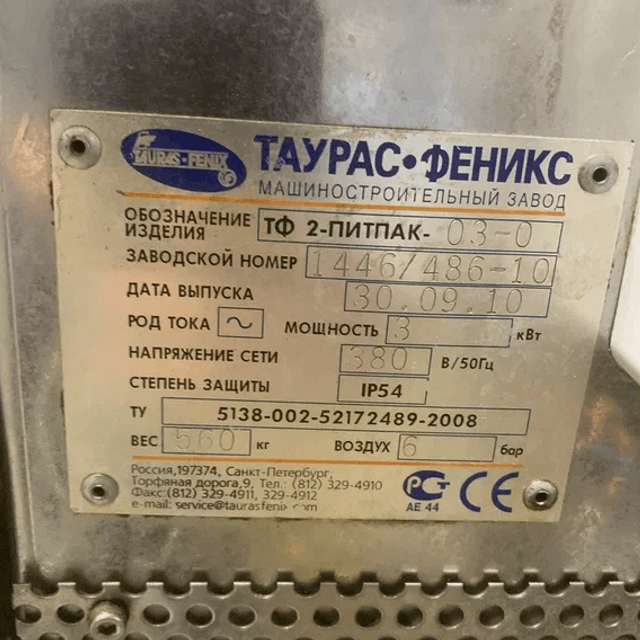 TAURAS-FENIX
ТАУРАС•ФЕНИКС
МАШИНОСТРОИТЕЛЬНЫЙ ЗАВОД
ОБОЗНАЧЕНИЕ ИЗДЕЛИЯ ТФ 2-ПИТПАК-03-0
ЗАВОДСКОЙ НОМЕР 1446/486-10
ДАТА ВЫПУСКА 30.09.10
РОД ТОКА ~ МОЩНОСТЬ 3 кВт
НАПРЯЖЕНИЕ СЕТИ 380 В/50Гц
СТЕПЕНЬ ЗАЩИТЫ IP54
ТУ 5138-002-52172489-2008
ВЕС 560 кг ВОЗДУХ 6 бар
Россия,197374, Санкт-Петербург,
Торфяная дорога,9, Тел.: (812) 329-4910
Факс:(812) 329-4911, 329-4912
e-mail: service@taurasfenix.com
РСТ CE
АЕ 44